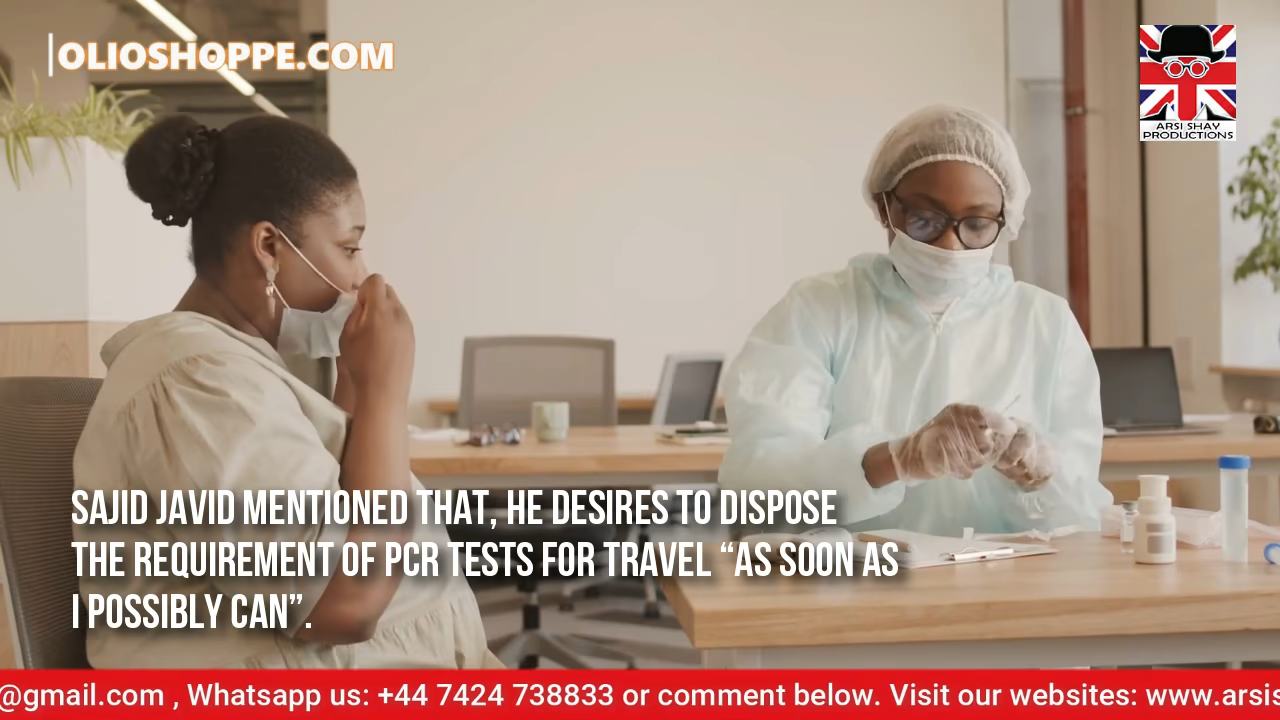 OLIOSHOPPE.COM
ARSI SHAY
PRODUCTIONS
SAJID JAVID MENTIONED THAT, HE DESIRES TO DISPOSE
THE REQUIREMENT OF PCR TESTS FOR TRAVEL “AS SOON AS
I POSSIBLY CAN”.
@gmail.com , Whatsapp us: +44 7424 738833 or comment below. Visit our websites: www.arsis